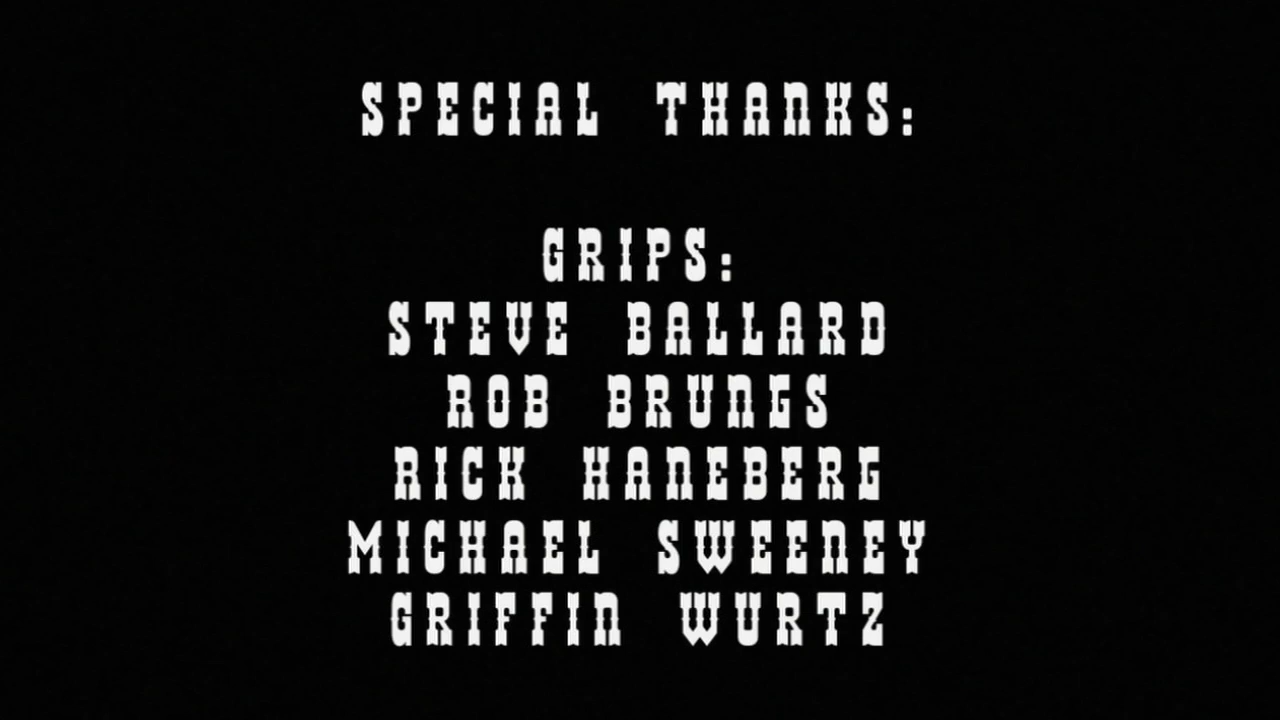 SPECIAL THANKS:
GRIPS:
STEVE BALLARD
ROB BRUNGS
RICK HANEBERG
MICHAEL SWEENEY
GRIFFIN WURTZ